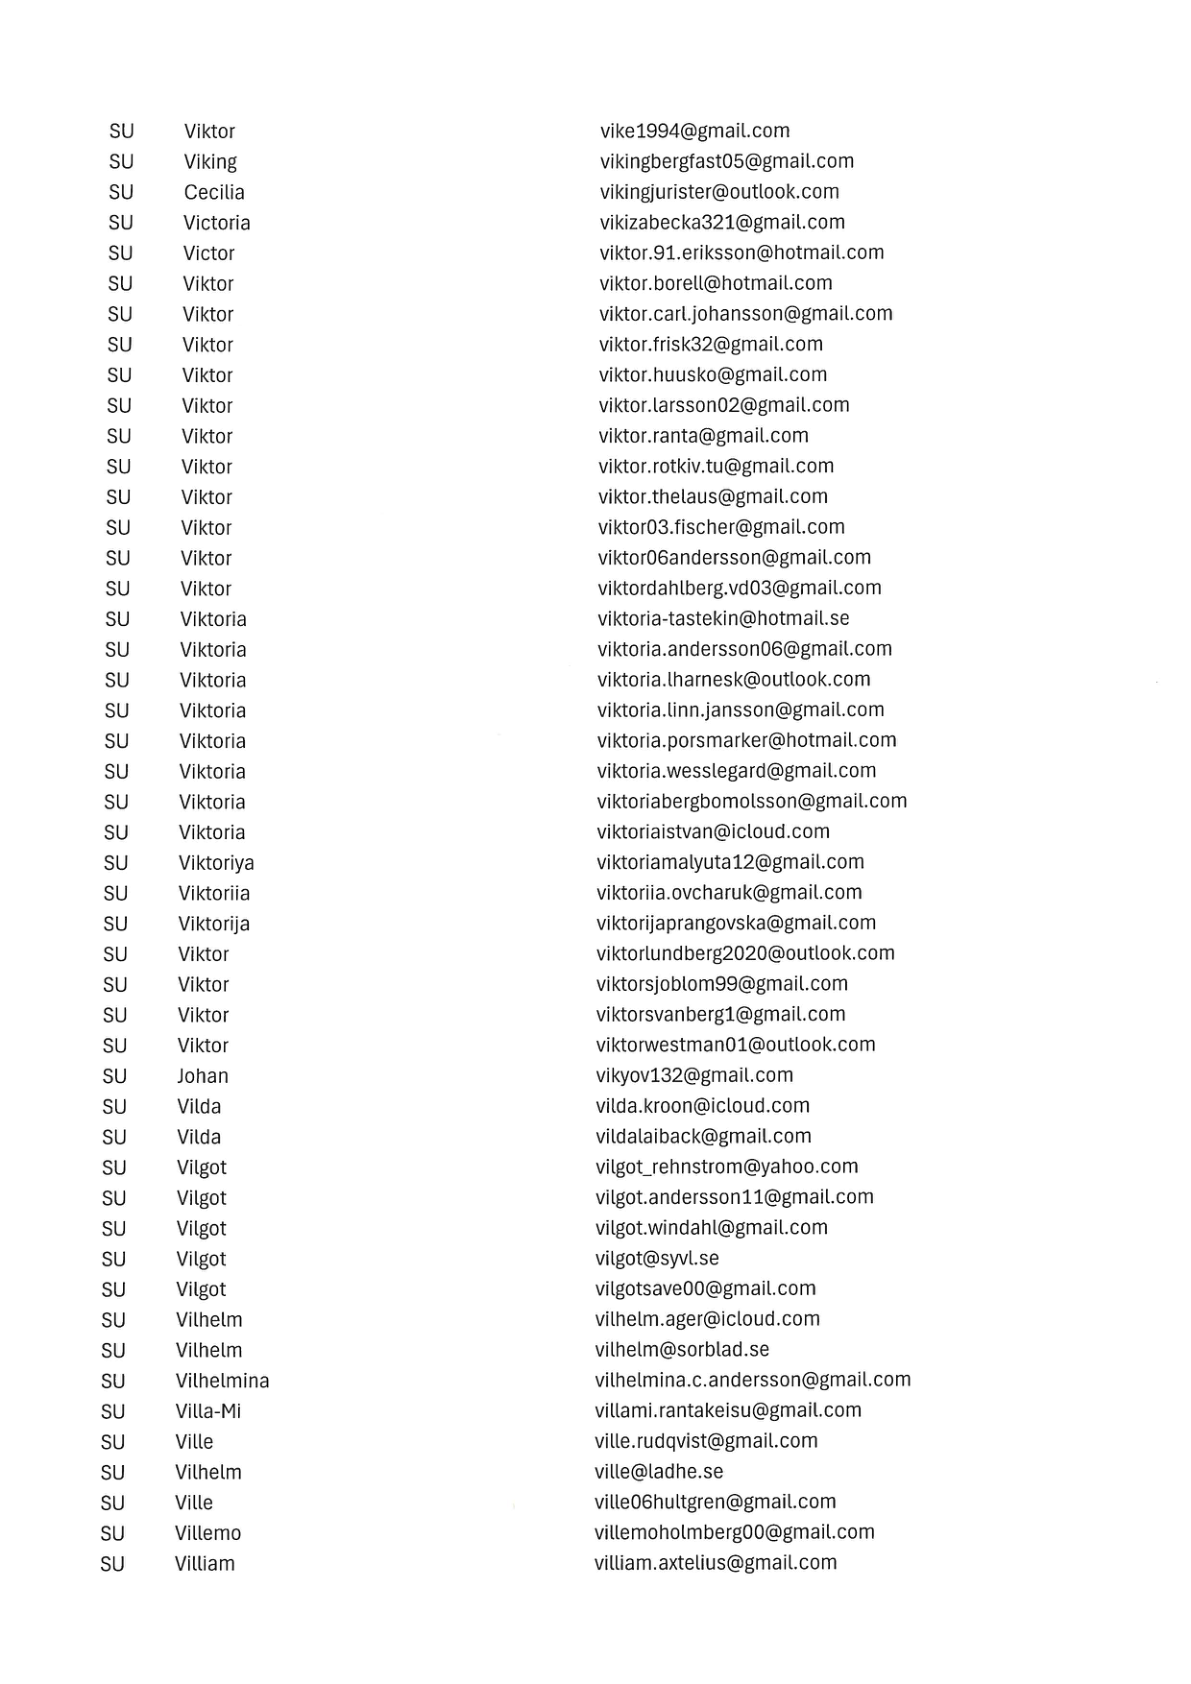 SU Viktor vike1994@gmail.com
SU Viking vikingbergfast05@gmail.com
SU Cecilia vikingjurister@outlook.com
SU Victoria vikizabecka321@gmail.com
SU Victor viktor.91.eriksson@hotmail.com
SU Viktor viktor.borell@hotmail.com
SU Viktor viktor.carl.johansson@gmail.com
SU Viktor viktor.frisk32@gmail.com
SU Viktor viktor.huusko@gmail.com
SU Viktor viktor.larsson02@gmail.com
SU Viktor viktor.ranta@gmail.com
SU Viktor viktor.rotkiv.tu@gmail.com
SU Viktor viktor.thelaus@gmail.com
SU Viktor viktor03.fischer@gmail.com
SU Viktor viktor06andersson@gmail.com
SU Viktor viktordahlberg.vd03@gmail.com
SU Viktoria viktoria-tastekin@hotmail.se
SU Viktoria viktoria.andersson06@gmail.com
SU Viktoria viktoria.lharnesk@outlook.com
SU Viktoria viktoria.linn.jansson@gmail.com
SU Viktoria viktoria.porsmarker@hotmail.com
SU Viktoria viktoria.wesslegard@gmail.com
SU Viktoria viktoriabergbomolsson@gmail.com
SU Viktoria viktoriaistvan@icloud.com
SU Viktoriya viktoriamalyuta12@gmail.com
SU Viktoriia viktoriia.ovcharuk@gmail.com
SU Viktorija viktorijaprangovska@gmail.com
SU Viktor viktorlundberg2020@outlook.com
SU Viktor viktorsjoblom99@gmail.com
SU Viktor viktorsvanberg1@gmail.com
SU Viktor viktorwestman01@outlook.com
SU Johan vikyov132@gmail.com
SU Vilda vilda.kroon@icloud.com
SU Vilda vildalaiback@gmail.com
SU Vilgot vilgot_rehnstrom@yahoo.com
SU Vilgot vilgot.andersson11@gmail.com
SU Vilgot vilgot.windahl@gmail.com
SU Vilgot vilgot@syvl.se
SU Vilgot vilgotsave00@gmail.com
SU Vilhelm vilhelm.ager@icloud.com
SU Vilhelm vilhelm@sorblad.se
SU Vilhelmina vilhelmina.c.andersson@gmail.com
SU Villa-Mi villami.rantakeisu@gmail.com
SU Ville ville.rudqvist@gmail.com
SU Vilhelm ville@ladhe.se
SU Ville ville06hultgren@gmail.com
SU Villemo villemoholmberg00@gmail.com
SU Villiam villiam.axtelius@gmail.com